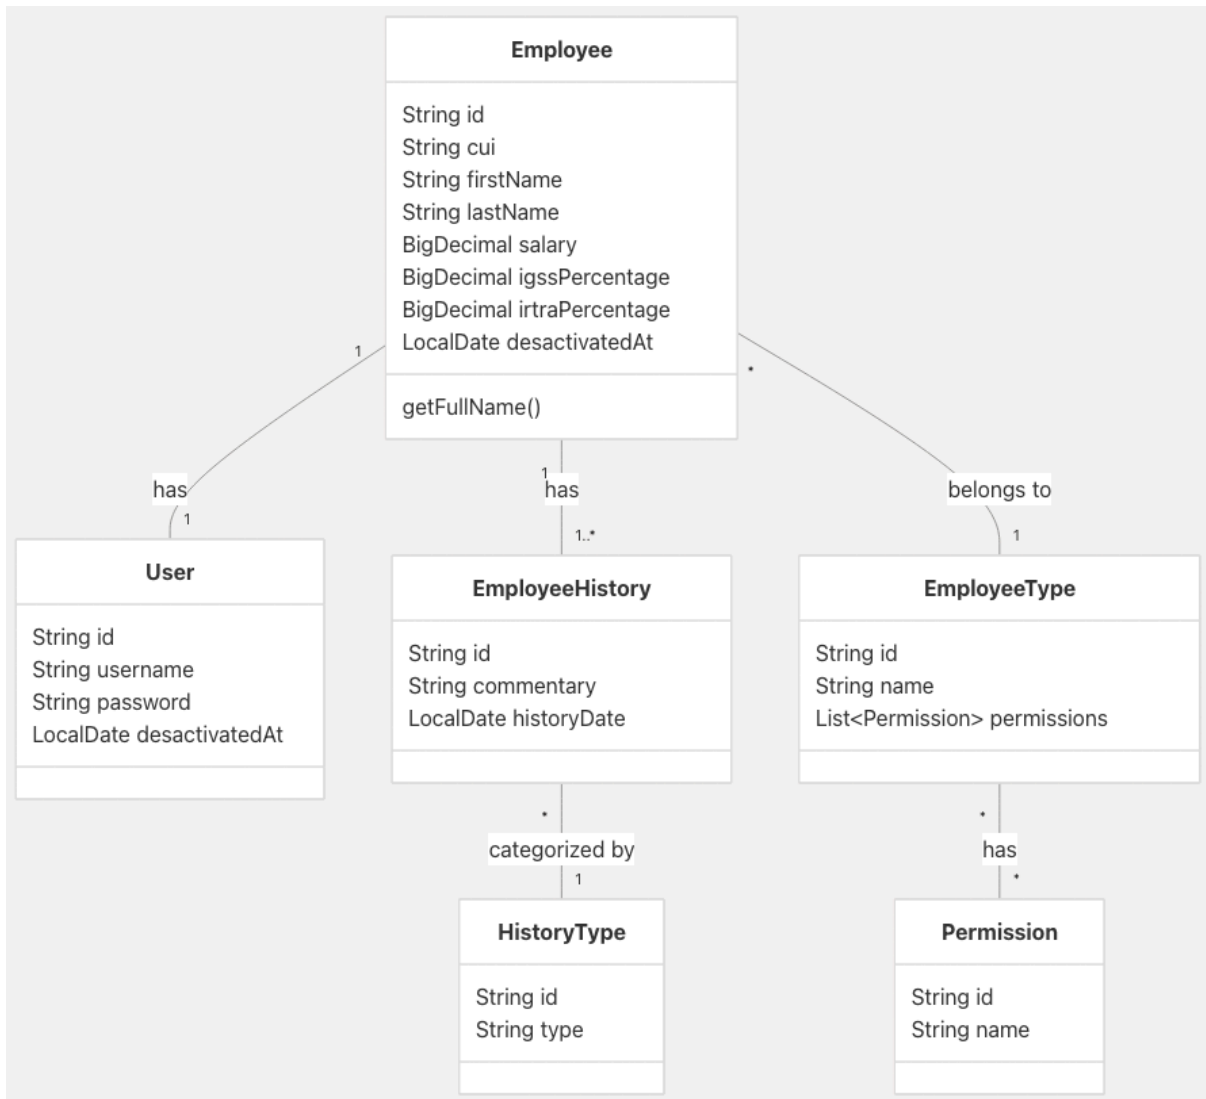 Employee
String id
String cui
String firstName
String lastName
BigDecimal salary
BigDecimal igssPercentage
BigDecimal irtraPercentage
LocalDate desactivatedAt
getFullName()
1
*
1
has
has
belongs to
1
1..*
1
User
String id
String username
String password
LocalDate desactivatedAt
EmployeeHistory
String id
String commentary
LocalDate historyDate
EmployeeType
String id
String name
List<Permission> permissions
*
categorized by
1
*
has
*
HistoryType
String id
String type
Permission
String id
String name